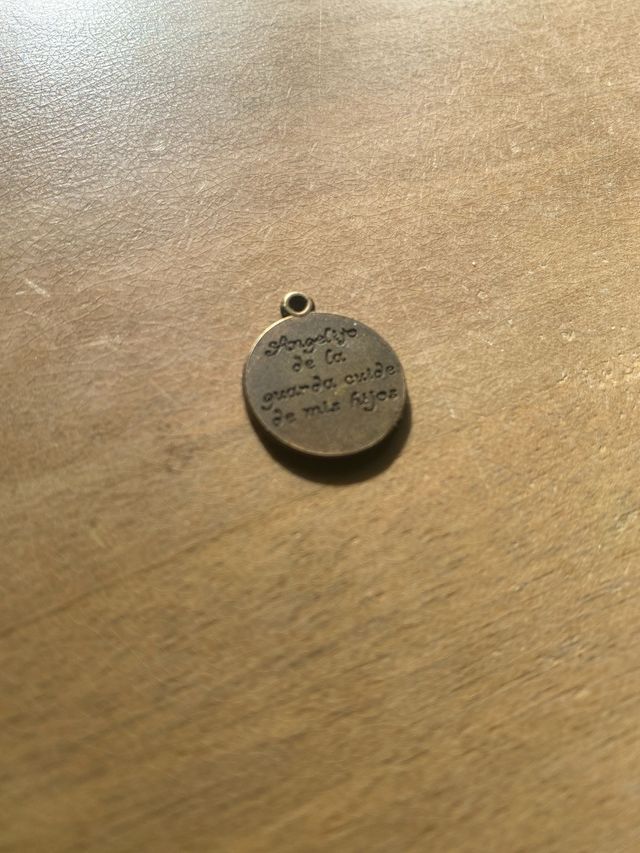 Angelito
de la
guarda cuide
de mis hijos